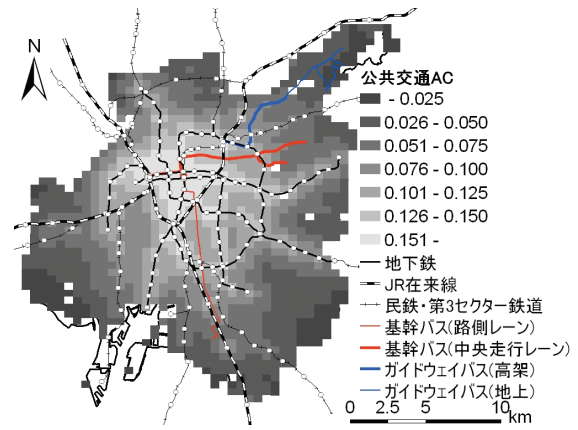 N
公共交通AC
- 0.025
0.026 - 0.050
0.051 - 0.075
0.076 - 0.100
0.101 - 0.125
0.126 - 0.150
0.151 -
地下鉄
JR在来線
民鉄・第3セクター鉄道
基幹バス(路側レーン)
基幹バス(中央走行レーン)
ガイドウェイバス(高架)
ガイドウェイバス(地上)
0 2.5 5 10
km